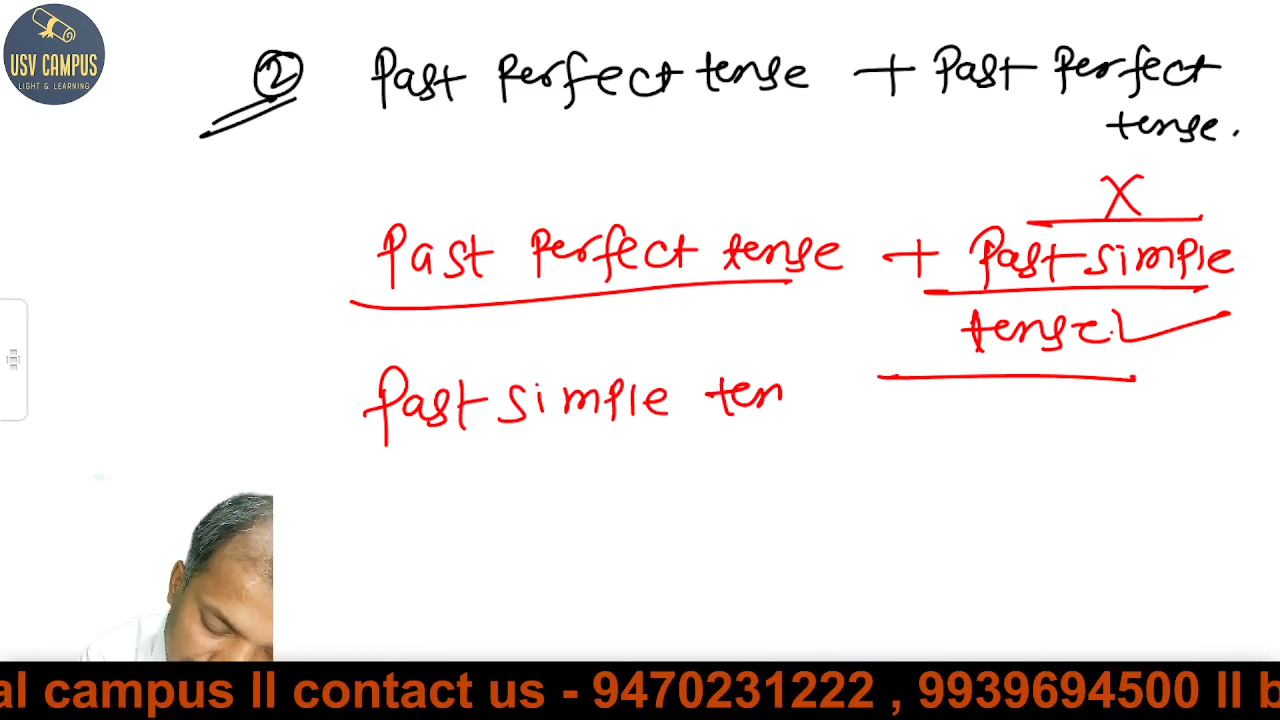 USV CAMPUS
LIGHT & LEARNING
② Past Perfect tense + Past Perfect
tense.
X
Past Perfect tense + Past simple
tense.
Past simple ten
al campus ll contact us - 9470231222 , 9939694500 ll b